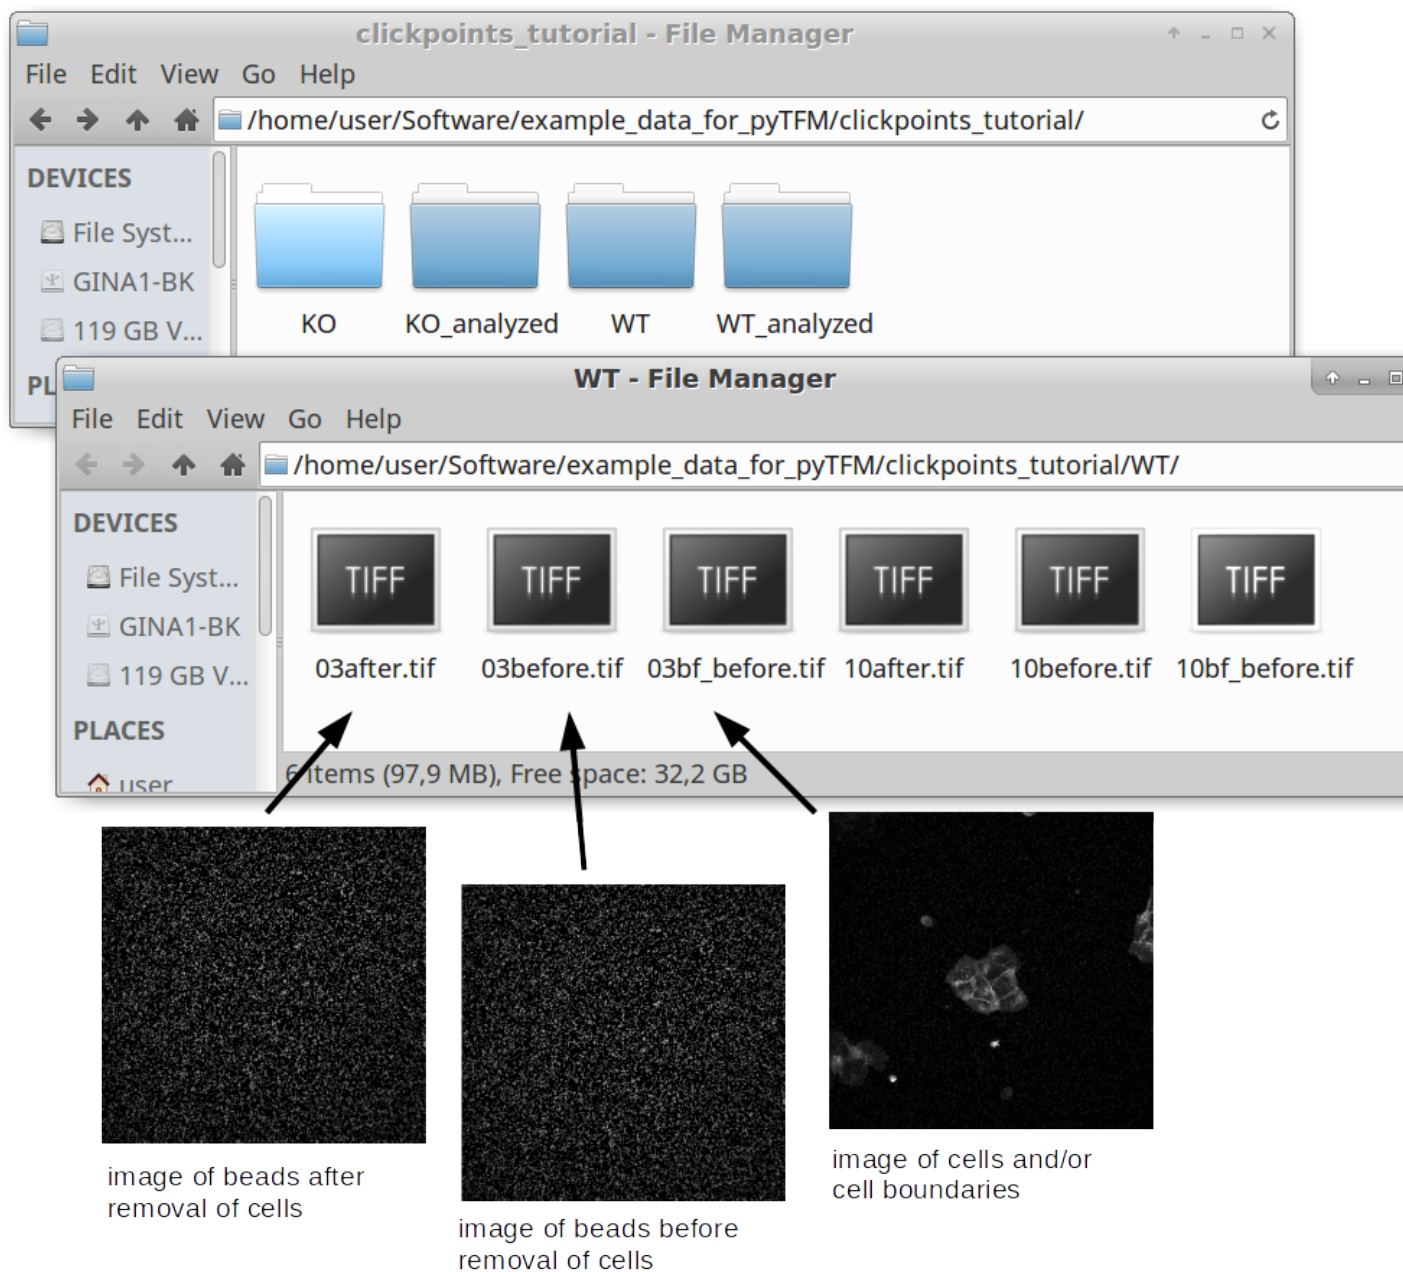 clickpoints_tutorial - File Manager
File Edit View Go Help
/home/user/Software/example_data_for_pyTFM/clickpoints_tutorial/
DEVICES
File Syst...
GINA1-BK
119 GB V...
PL
KO KO_analyzed WT WT_analyzed
WT - File Manager
File Edit View Go Help
/home/user/Software/example_data_for_pyTFM/clickpoints_tutorial/WT/
DEVICES
File Syst...
GINA1-BK
119 GB V...
PLACES
user
TIFF TIFF TIFF TIFF TIFF TIFF
03after.tif 03before.tif 03bf_before.tif 10after.tif 10before.tif 10bf_before.tif
6 items (97,9 MB), Free space: 32,2 GB
image of beads after
removal of cells
image of beads before
removal of cells
image of cells and/or
cell boundaries